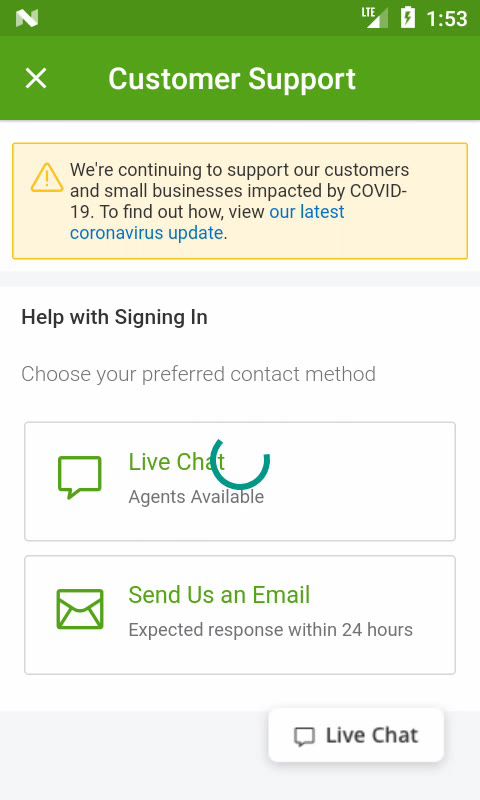 LTE 1:53
Customer Support
We're continuing to support our customers
and small businesses impacted by COVID-
19. To find out how, view our latest
coronavirus update.
Help with Signing In
Choose your preferred contact method
Live Chat
Agents Available
Send Us an Email
Expected response within 24 hours
Live Chat